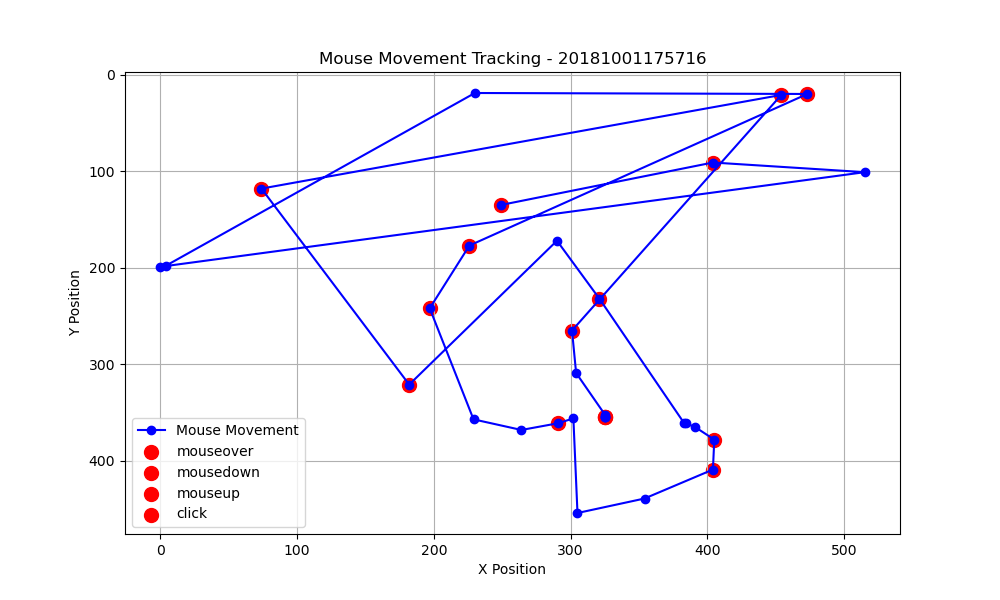 Mouse Movement Tracking - 20181001175716
0
100
200
300
400
Y Position
Mouse Movement
mouseover
mousedown
mouseup
click
0 100 200 300 400 500
X Position